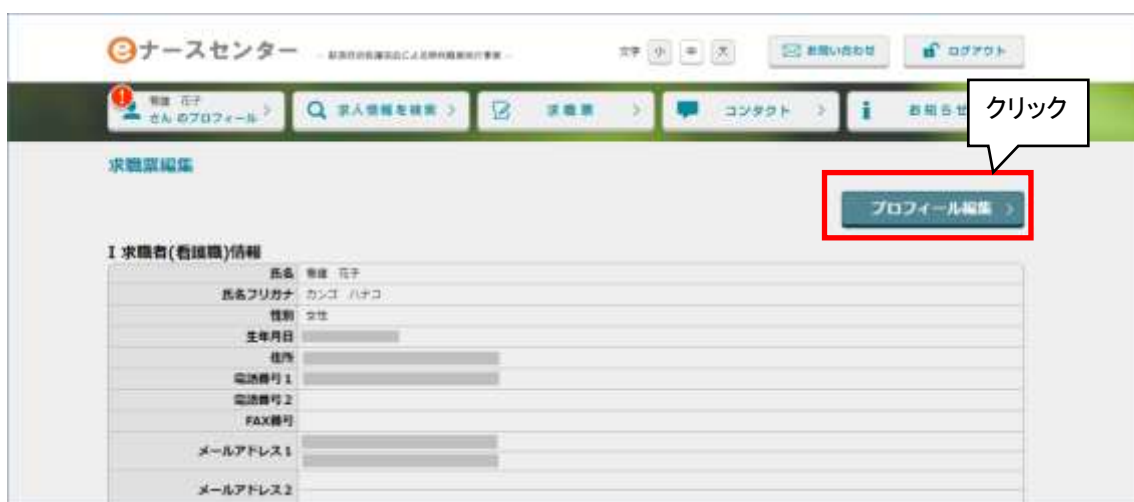 eナースセンター
文字 小 中 大
お問い合わせ
ログアウト
看護 花子
さん のプロフィール
求人情報を検索
求職票
コンタクト
お知らせ
クリック
求職票編集
プロフィール編集
I 求職者(看護職)情報
氏名 看護 花子
氏名フリガナ カンゴ ハナコ
性別 女性
生年月日
住所
電話番号1
電話番号2
FAX番号
メールアドレス1
メールアドレス2